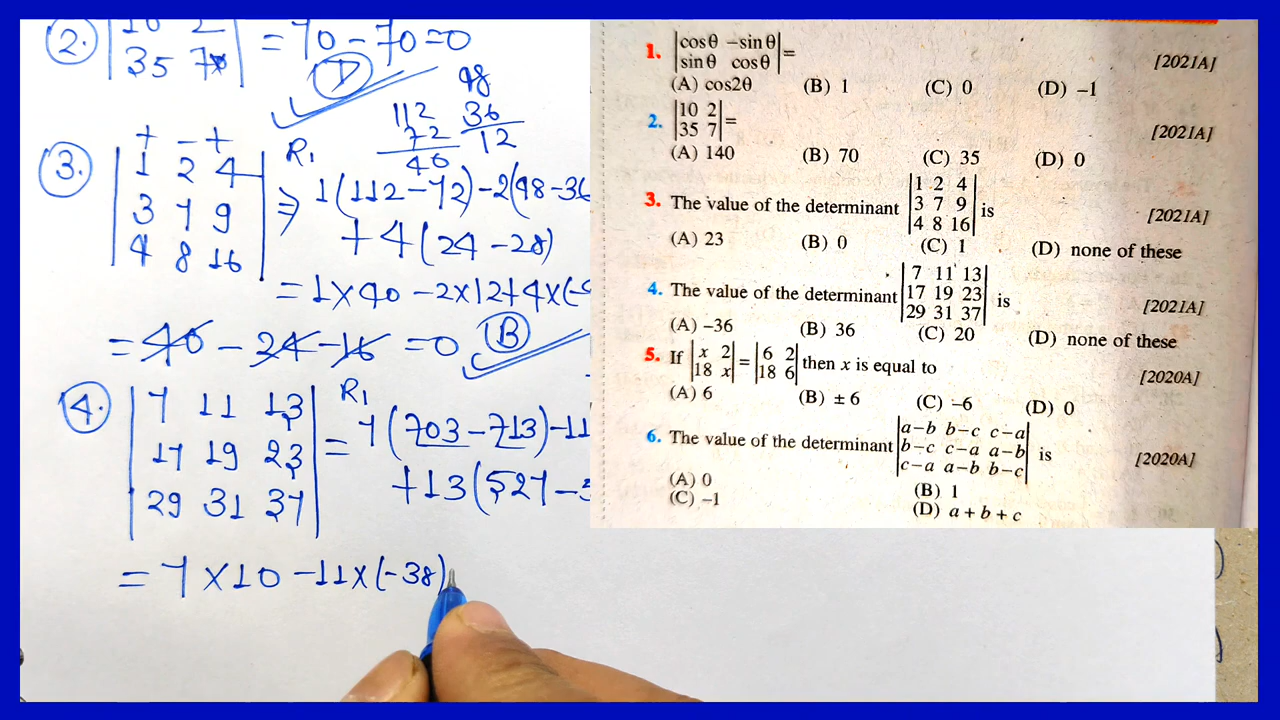 2. |10 2|
|35 7| = 70 - 70 = 0
D
98
36
12
112
72
40
+ - +
3. |1 2 4| R₁
|3 7 9| ⇒ 1(112-72)-2(48-36
|4 8 16| +4(24-28)
= 1×40 - 2×12+4×(-4
= 40 - 24 - 16 = 0 B
4. |7 11 13| R₁
|17 19 23| = 7(703-713)-11
|29 31 37| +13(527-5
= 7×10 -11×(-38)
1. |cosθ −sinθ|
|sinθ cosθ| = [2021A]
(A) cos2θ (B) 1 (C) 0 (D) −1
2. |10 2|
|35 7| = [2021A]
(A) 140 (B) 70 (C) 35 (D) 0
3. The value of the determinant |1 2 4|
|3 7 9| is [2021A]
|4 8 16|
(A) 23 (B) 0 (C) 1 (D) none of these
4. The value of the determinant |7 11 13|
|17 19 23| is [2021A]
|29 31 37|
(A) −36 (B) 36 (C) 20 (D) none of these
5. If |x 2| = |6 2| then x is equal to
|18 x| |18 6| [2020A]
(A) 6 (B) ± 6 (C) −6 (D) 0
6. The value of the determinant |a−b b−c c−a|
|b−c c−a a−b| is [2020A]
|c−a a−b b−c|
(A) 0 (B) 1
(C) −1 (D) a + b + c